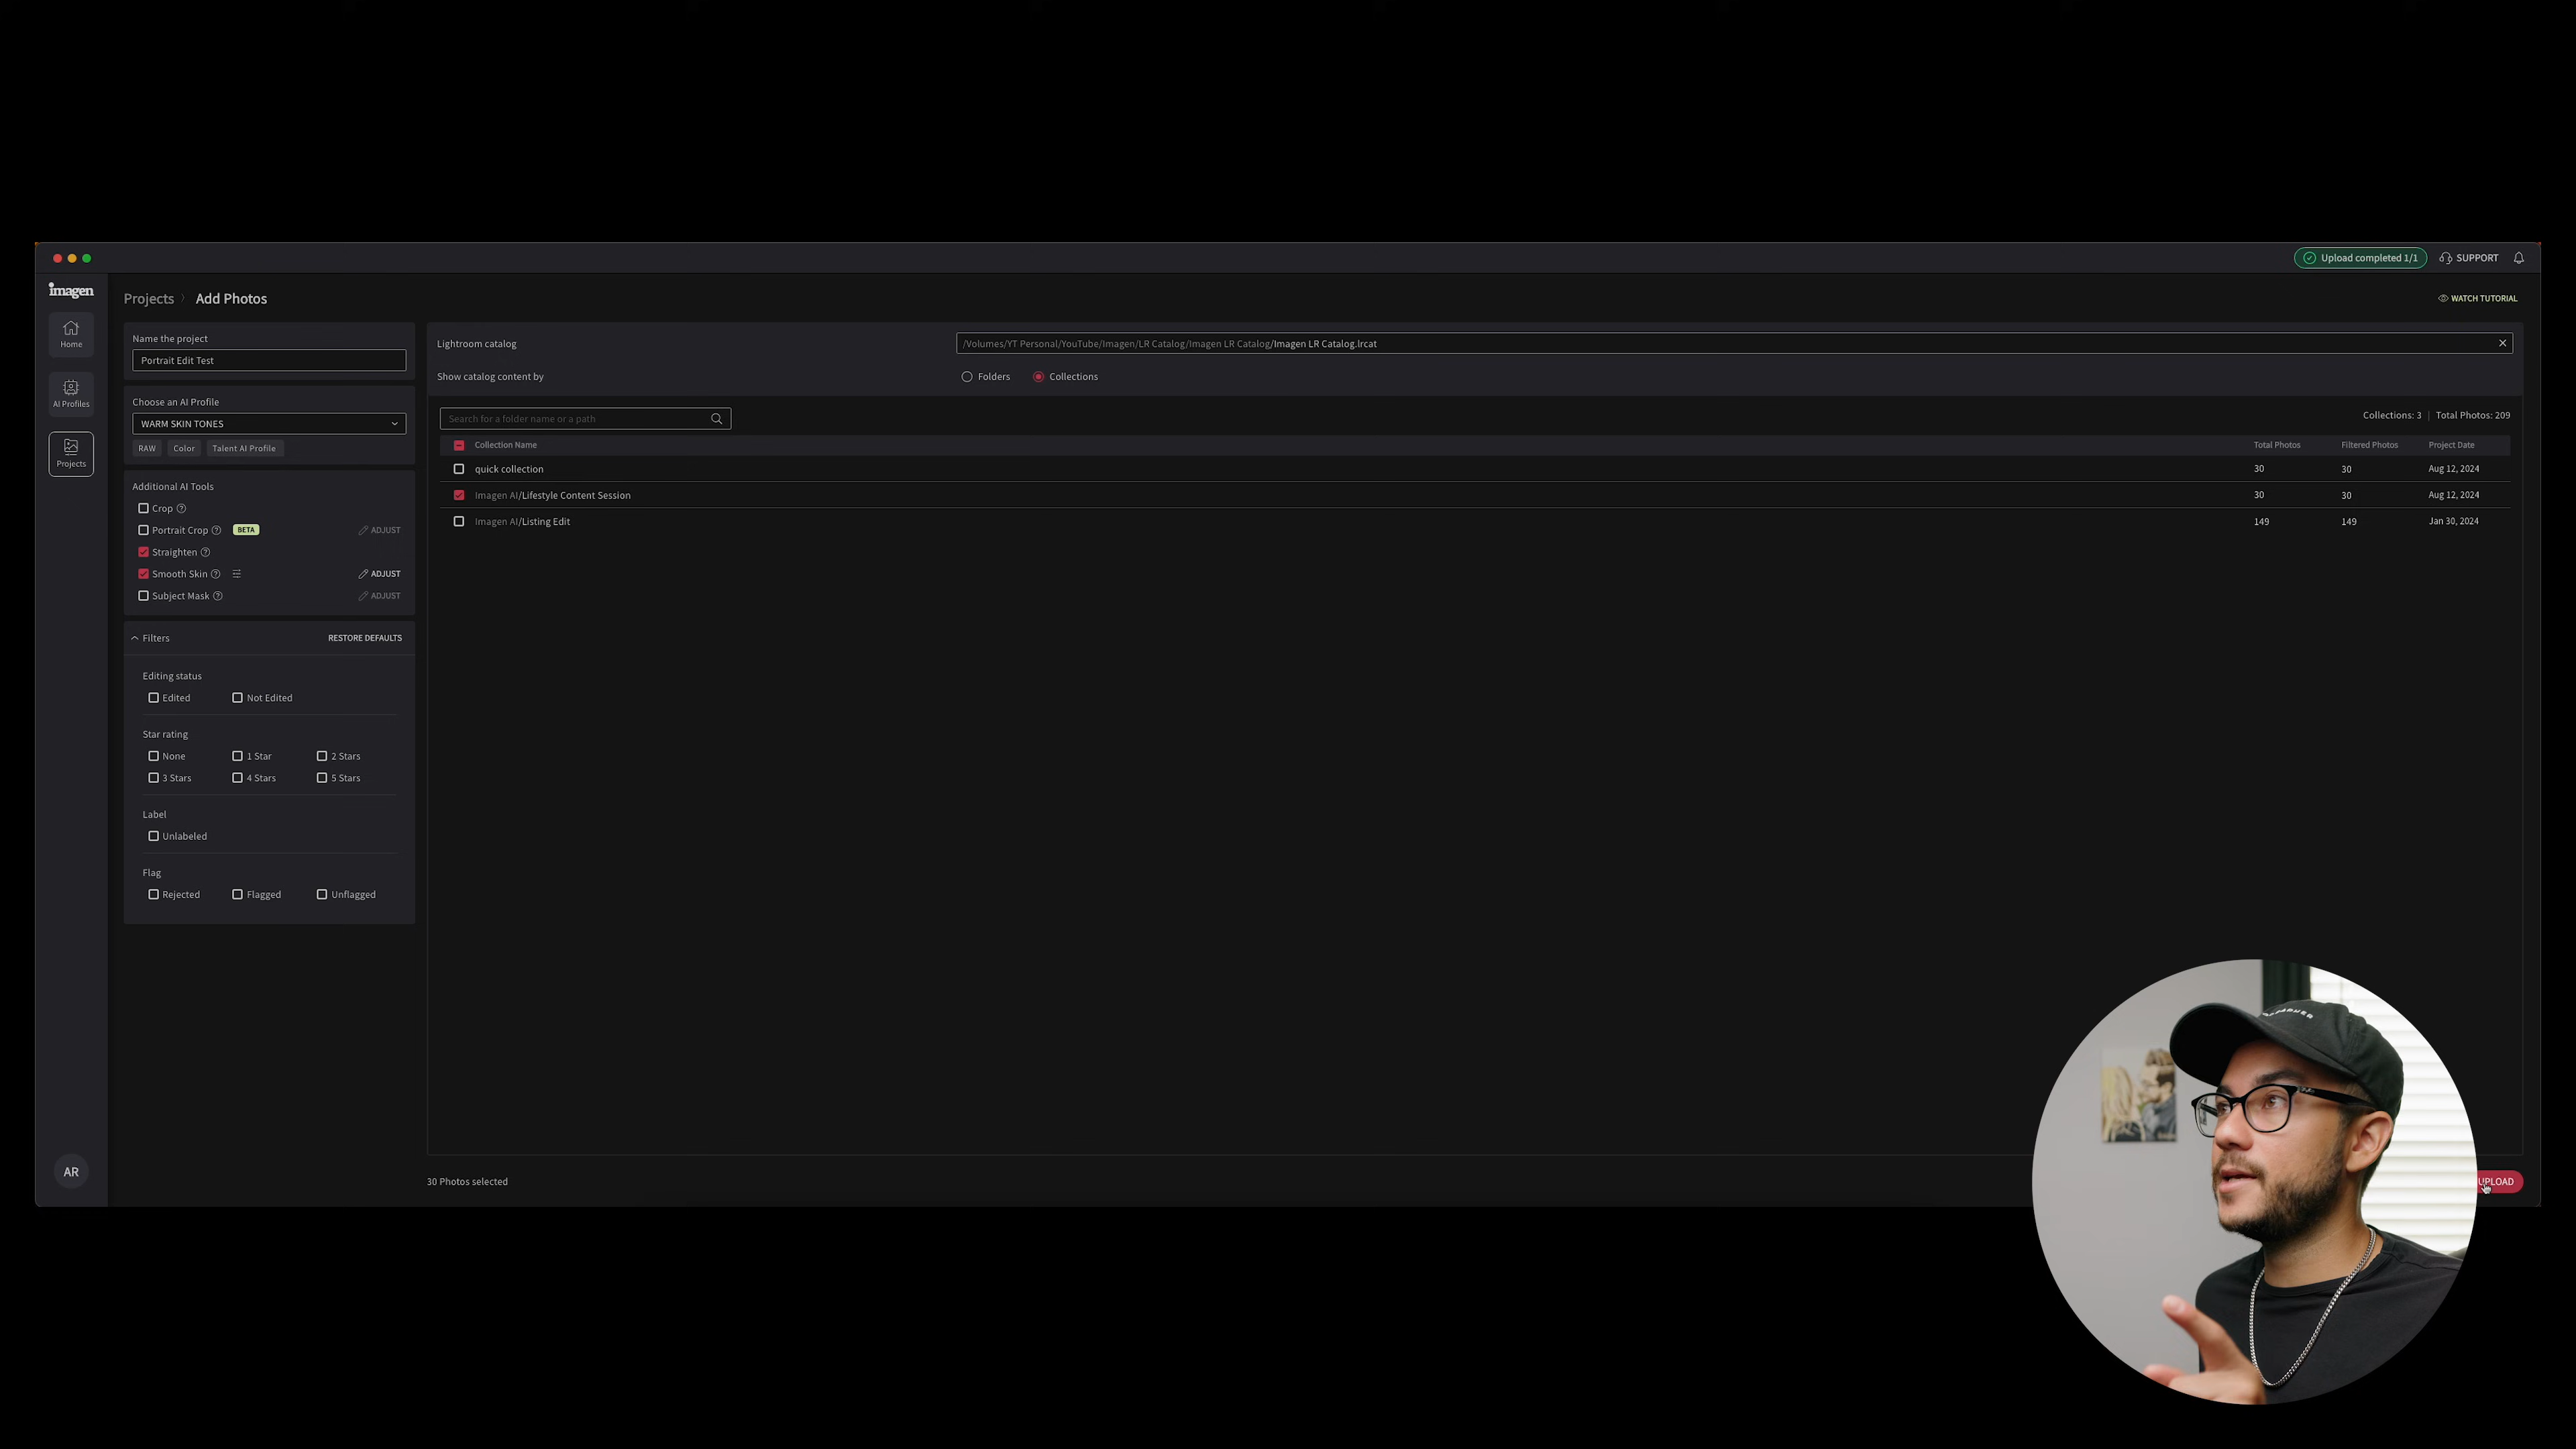 Upload completed 1/1
SUPPORT
imagen
Home
AI Profiles
Projects
AR
Projects > Add Photos
WATCH TUTORIAL
Name the project
Portrait Edit Test
Choose an AI Profile
WARM SKIN TONES
RAW Color Talent AI Profile
Additional AI Tools
Crop
Portrait Crop BETA ADJUST
Straighten
Smooth Skin ADJUST
Subject Mask ADJUST
Filters RESTORE DEFAULTS
Editing status
Edited Not Edited
Star rating
None 1 Star 2 Stars
3 Stars 4 Stars 5 Stars
Label
Unlabeled
Flag
Rejected Flagged Unflagged
Lightroom catalog /Volumes/YT Personal/YouTube/Imagen/LR Catalog/Imagen LR Catalog/Imagen LR Catalog.lrcat
Show catalog content by Folders Collections
Search for a folder name or a path
Collections: 3 | Total Photos: 209
Collection Name Total Photos Filtered Photos Project Date
quick collection 30 30 Aug 12, 2024
Imagen AI/Lifestyle Content Session 30 30 Aug 12, 2024
Imagen AI/Listing Edit 149 149 Jan 30, 2024
30 Photos selected
UPLOAD